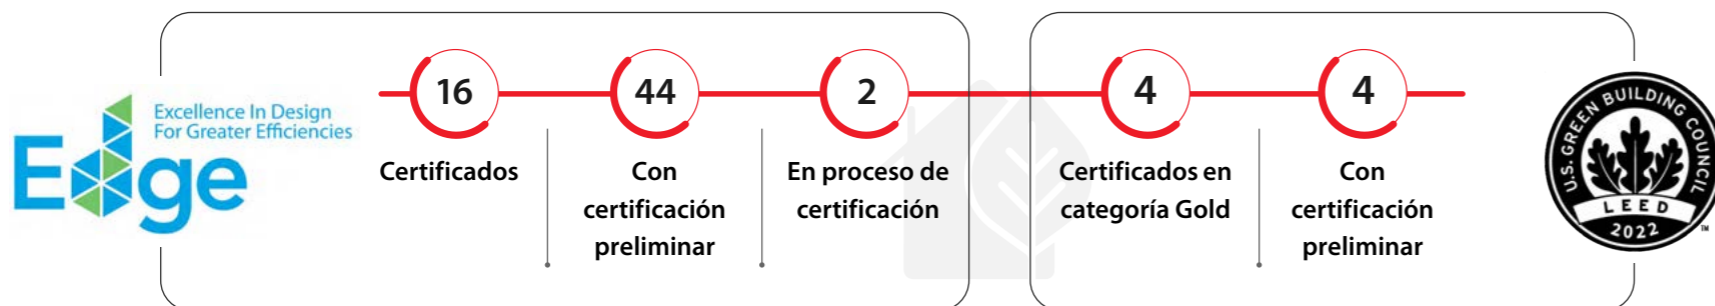 Edge
Excellence In Design
For Greater Efficiencies
16
Certificados
44
Con
certificación
preliminar
2
En proceso de
certificación
4
Certificados en
categoría Gold
4
Con
certificación
preliminar
U.S. GREEN BUILDING COUNCIL
LEED
2022
TM